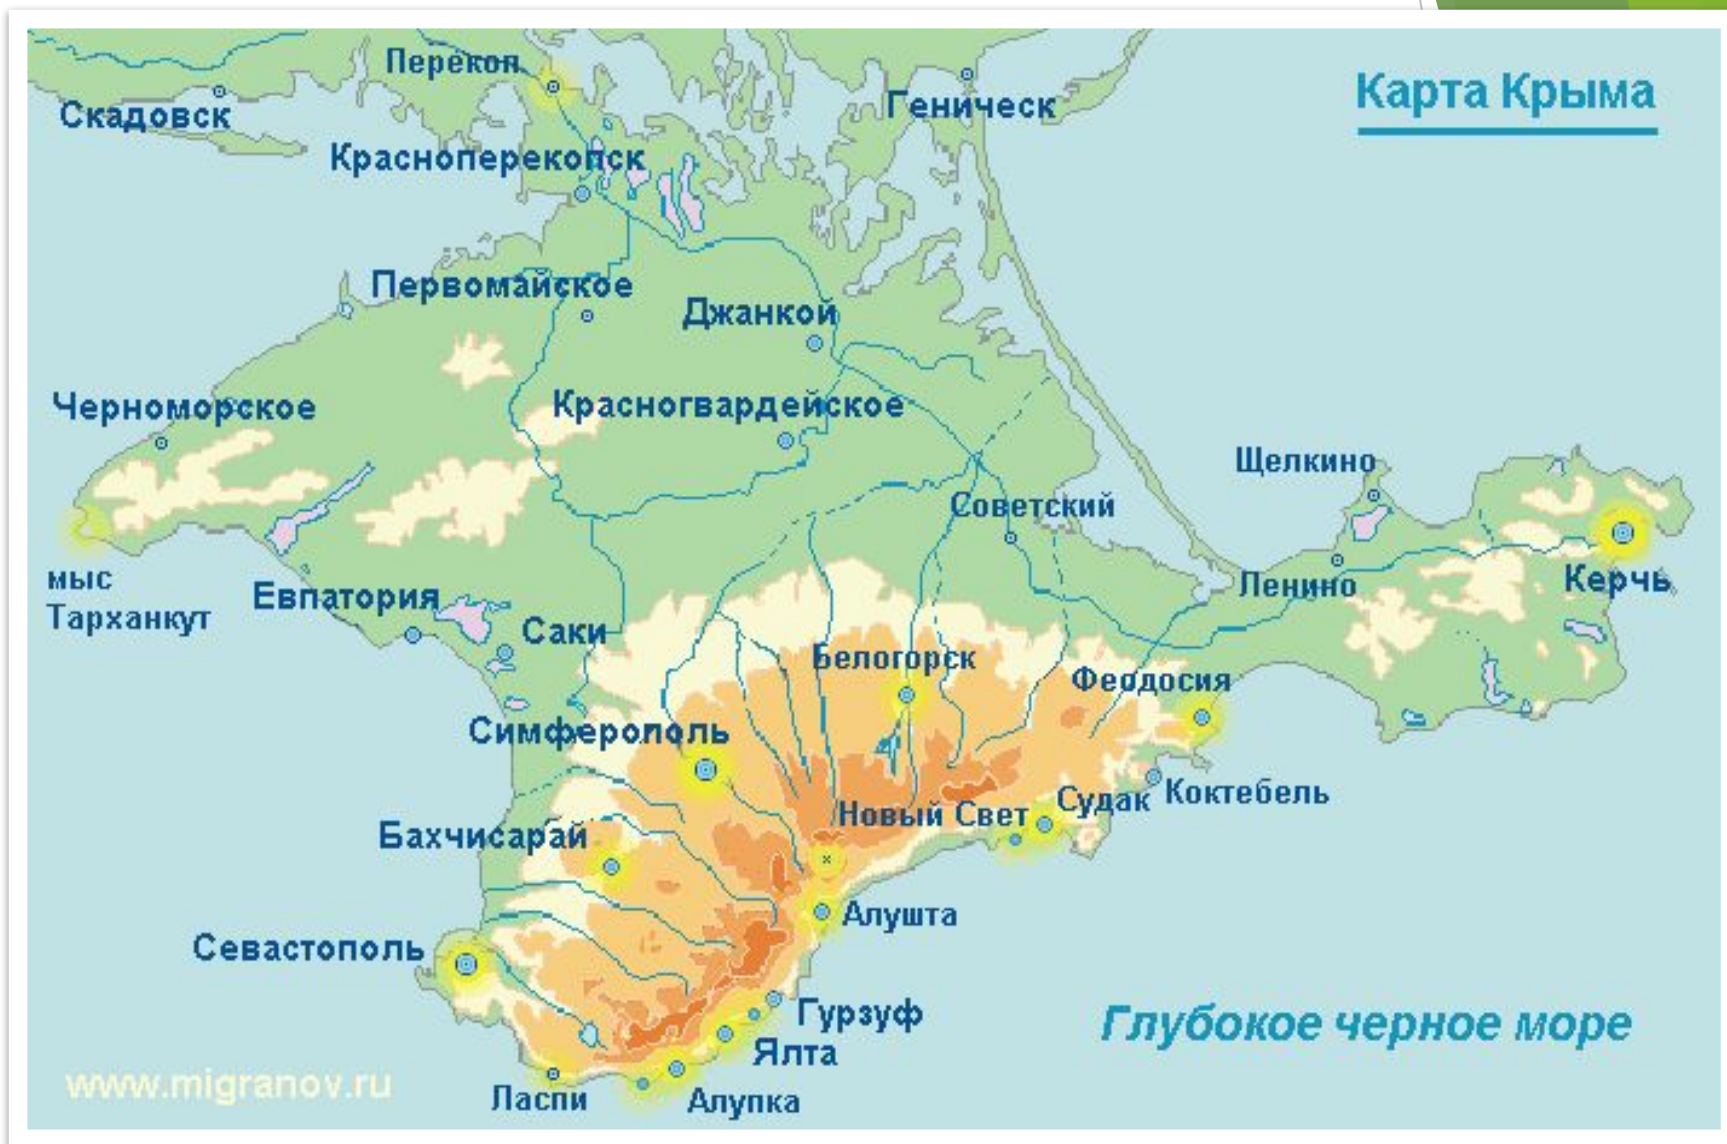 Перекоп
Карта Крыма
Скадовск
Геническ
Красноперекопск
Первомайское
Джанкой
Черноморское
Красногвардейское
Щелкино
Советский
мыс
Тарханкут
Евпатория
Ленино
Керчь
Саки
Белогорск
Феодосия
Симферополь
Новый Свет
Судак
Коктебель
Бахчисарай
Алушта
Севастополь
Гурзуф
Глубокое черное море
Ялта
www.migranov.ru
Ласпи
Алупка